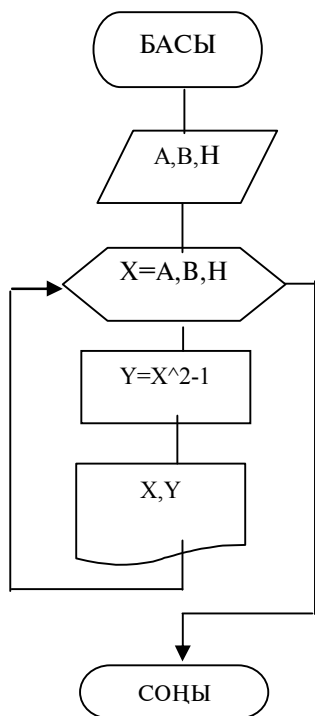 БАСЫ
А,В,Н
Х=А,В,Н
Y=X^2-1
X,Y
СОҢЫ